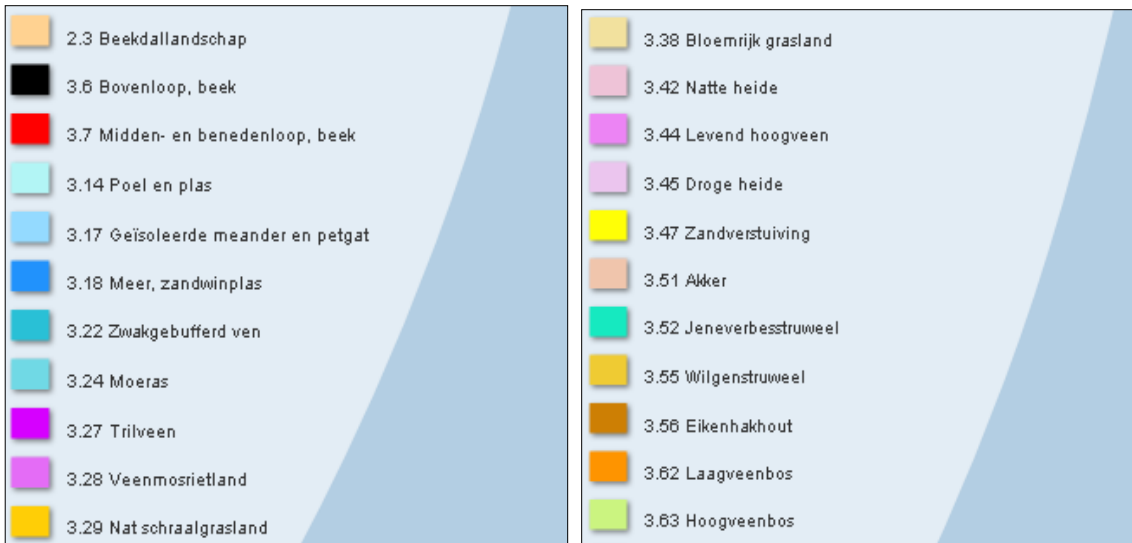 2.3 Beekdallandschap
3.6 Bovenloop, beek
3.7 Midden- en benedenloop, beek
3.14 Poel en plas
3.17 Geïsoleerde meander en petgat
3.18 Meer, zandwinplas
3.22 Zwakgebufferd ven
3.24 Moeras
3.27 Trilveen
3.28 Veenmosrietland
3.29 Nat schraalgrasland
3.38 Bloemrijk grasland
3.42 Natte heide
3.44 Levend hoogveen
3.45 Droge heide
3.47 Zandverstuiving
3.51 Akker
3.52 Jeneverbesstruweel
3.55 Wilgenstruweel
3.56 Eikenhakhout
3.62 Laagveenbos
3.63 Hoogveenbos